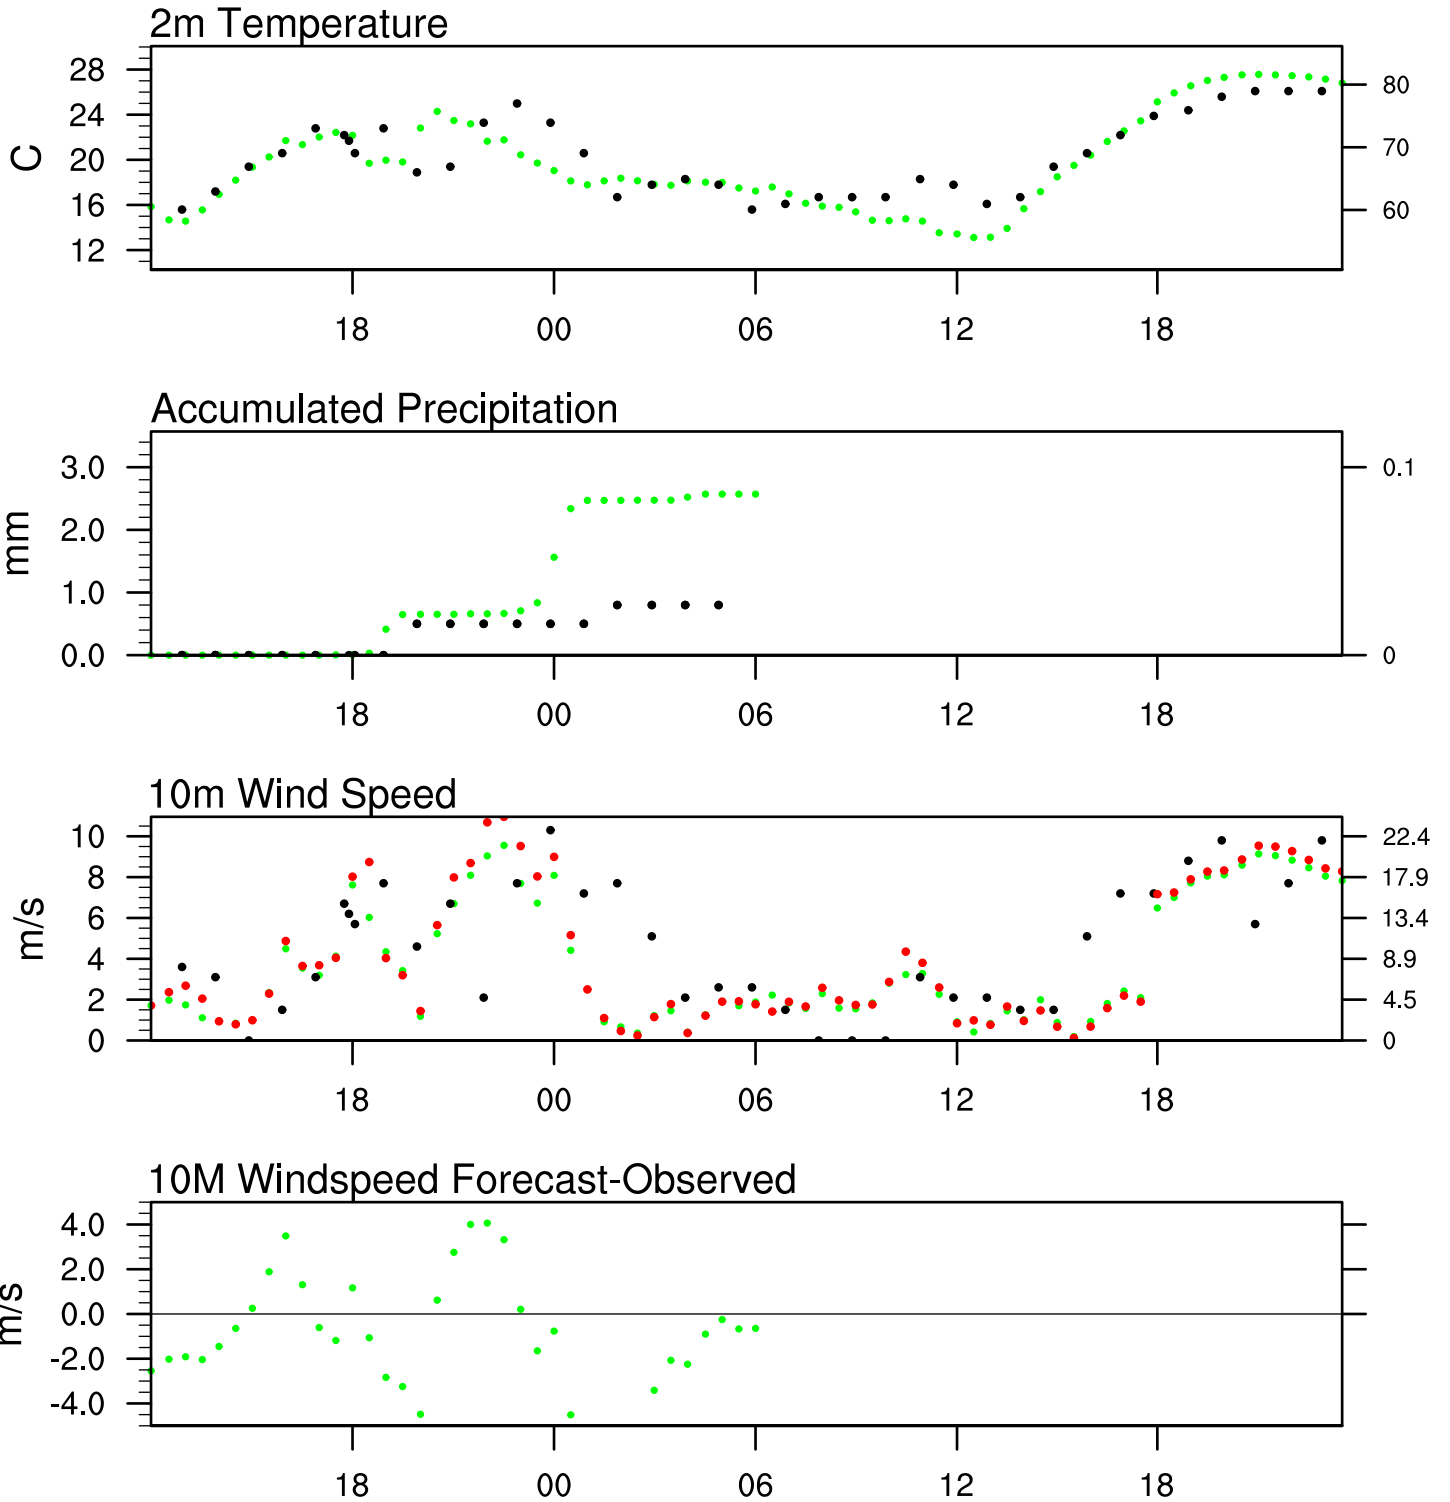 2m Temperature
28
24
20
16
12
C
80
70
60
18 00 06 12 18
Accumulated Precipitation
3.0
2.0
1.0
0.0
mm
0.1
0
18 00 06 12 18
10m Wind Speed
10
8
6
4
2
0
m/s
22.4
17.9
13.4
8.9
4.5
0
18 00 06 12 18
10M Windspeed Forecast-Observed
4.0
2.0
0.0
-2.0
-4.0
m/s
18 00 06 12 18